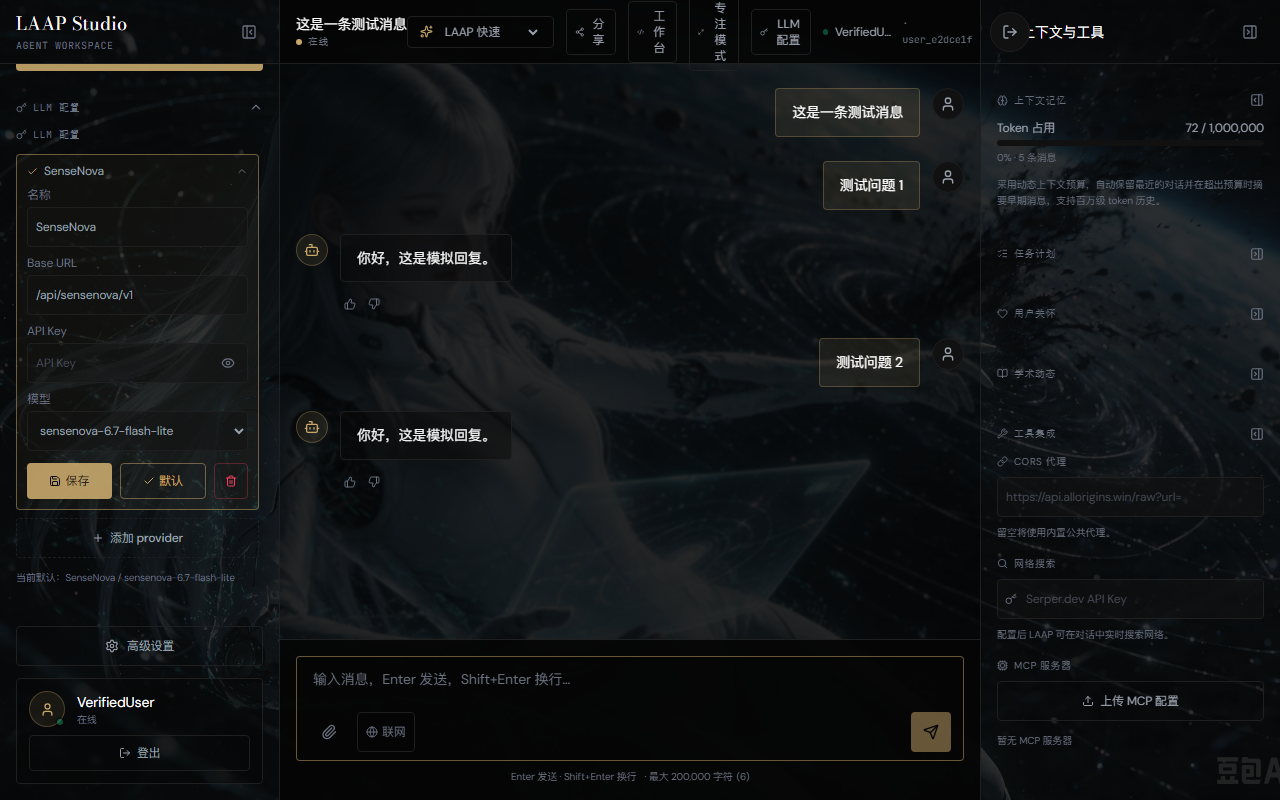 LAAP Studio
AGENT WORKSPACE
LLM 配置
LLM 配置
SenseNova
名称
SenseNova
Base URL
/api/sensenova/v1
API Key
API Key
模型
sensenova-6.7-flash-lite
保存
默认
添加 provider
当前默认：SenseNova / sensenova-6.7-flash-lite
高级设置
VerifiedUser
在线
登出
这是一条测试消息
在线
LAAP 快速
分享
工作台
专注模式
LLM 配置
VerifiedU...
· user_e2dce1f
这是一条测试消息
测试问题 1
你好，这是模拟回复。
测试问题 2
你好，这是模拟回复。
输入消息，Enter 发送，Shift+Enter 换行...
联网
Enter 发送 · Shift+Enter 换行 · 最大 200,000 字符 (6)
上下文与工具
上下文记忆
Token 占用 72 / 1,000,000
0% · 5 条消息
采用动态上下文预算，自动保留最近的对话并在超出预算时摘
要早期消息，支持百万级 token 历史。
任务计划
用户关怀
学术动态
工具集成
CORS 代理
https://api.allorigins.win/raw?url=
留空将使用内置公共代理。
网络搜索
Serper.dev API Key
配置后 LAAP 可在对话中实时搜索网络。
MCP 服务器
上传 MCP 配置
暂无 MCP 服务器
豆包A